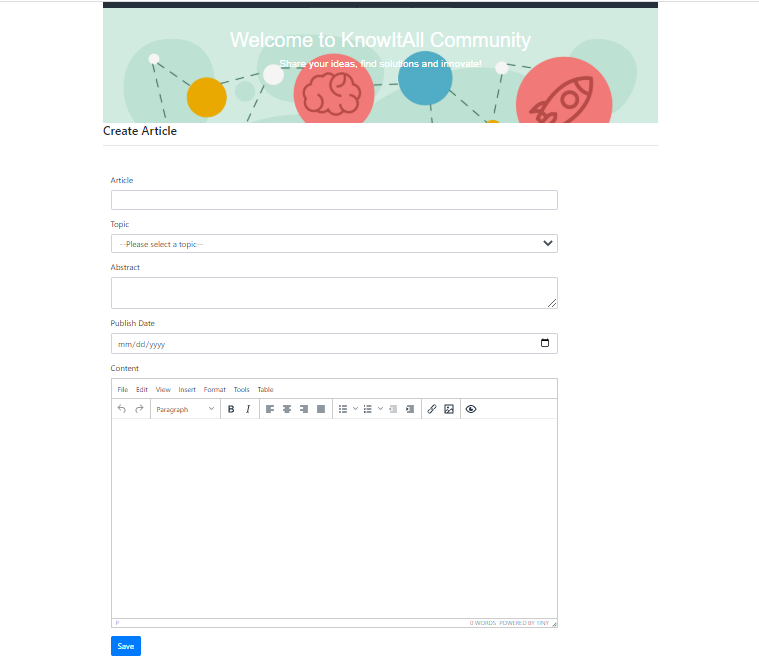 Welcome to KnowItAll Community
Share your ideas, find solutions and innovate!
Create Article
Article
Topic
--Please select a topic--
Abstract
Publish Date
mm/dd/yyyy
Content
File Edit View Insert Format Tools Table
Paragraph B I
P 0 WORDS POWERED BY TINY
Save